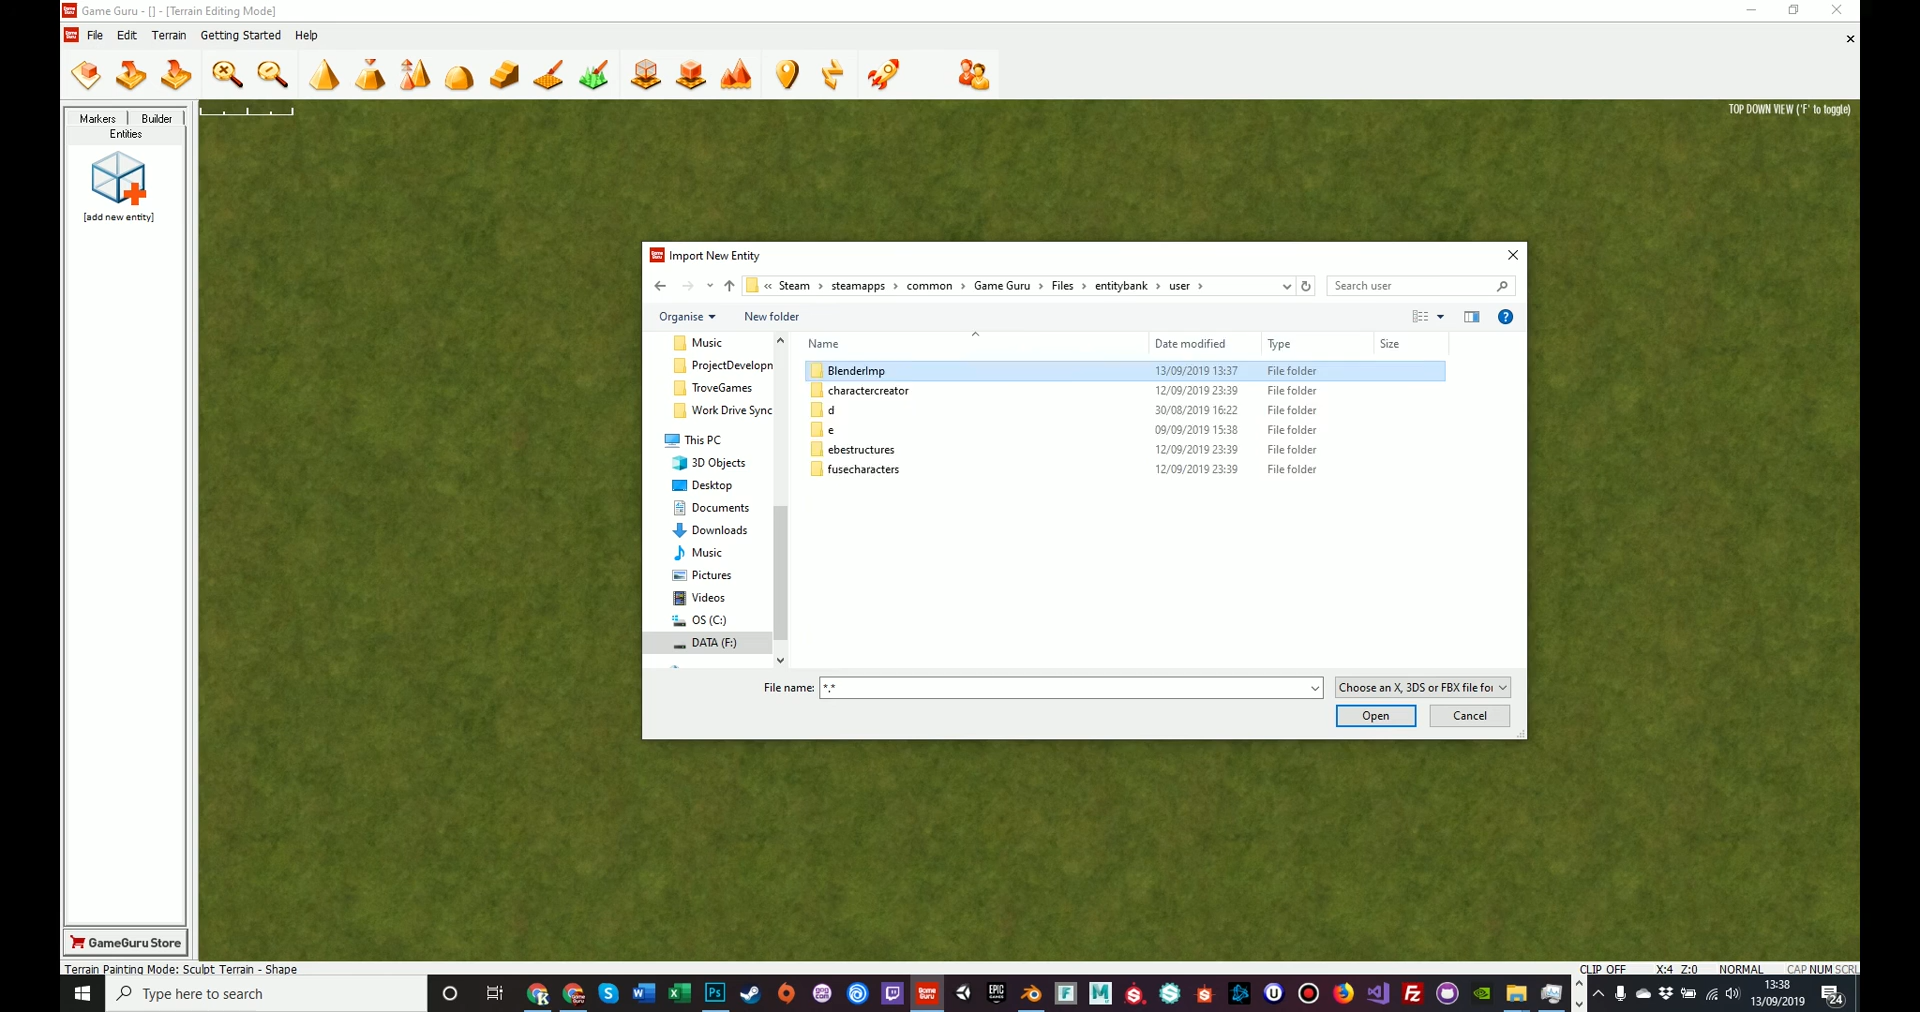 Game Guru - [] - [Terrain Editing Mode]
File Edit Terrain Getting Started Help
Markers Builder
Entities
[add new entity]
TOP DOWN VIEW ('F' to toggle)
Import New Entity
« Steam › steamapps › common › Game Guru › Files › entitybank › user ›
Search user
Organise New folder
Name Date modified Type Size
Music
ProjectDevelopn
TroveGames
Work Drive Sync
This PC
3D Objects
Desktop
Documents
Downloads
Music
Pictures
Videos
OS (C:)
DATA (F:)
BlenderImp 13/09/2019 13:37 File folder
charactercreator 12/09/2019 23:39 File folder
d 30/08/2019 16:22 File folder
e 09/09/2019 15:38 File folder
ebestructures 12/09/2019 23:39 File folder
fusecharacters 12/09/2019 23:39 File folder
File name: *.*
Choose an X, 3DS or FBX file for
Open Cancel
GameGuru Store
Terrain Painting Mode: Sculpt Terrain - Shape
CLIP OFF X:4 Z:0 NORMAL CAP NUM SCRL
Type here to search
13:38
13/09/2019
24